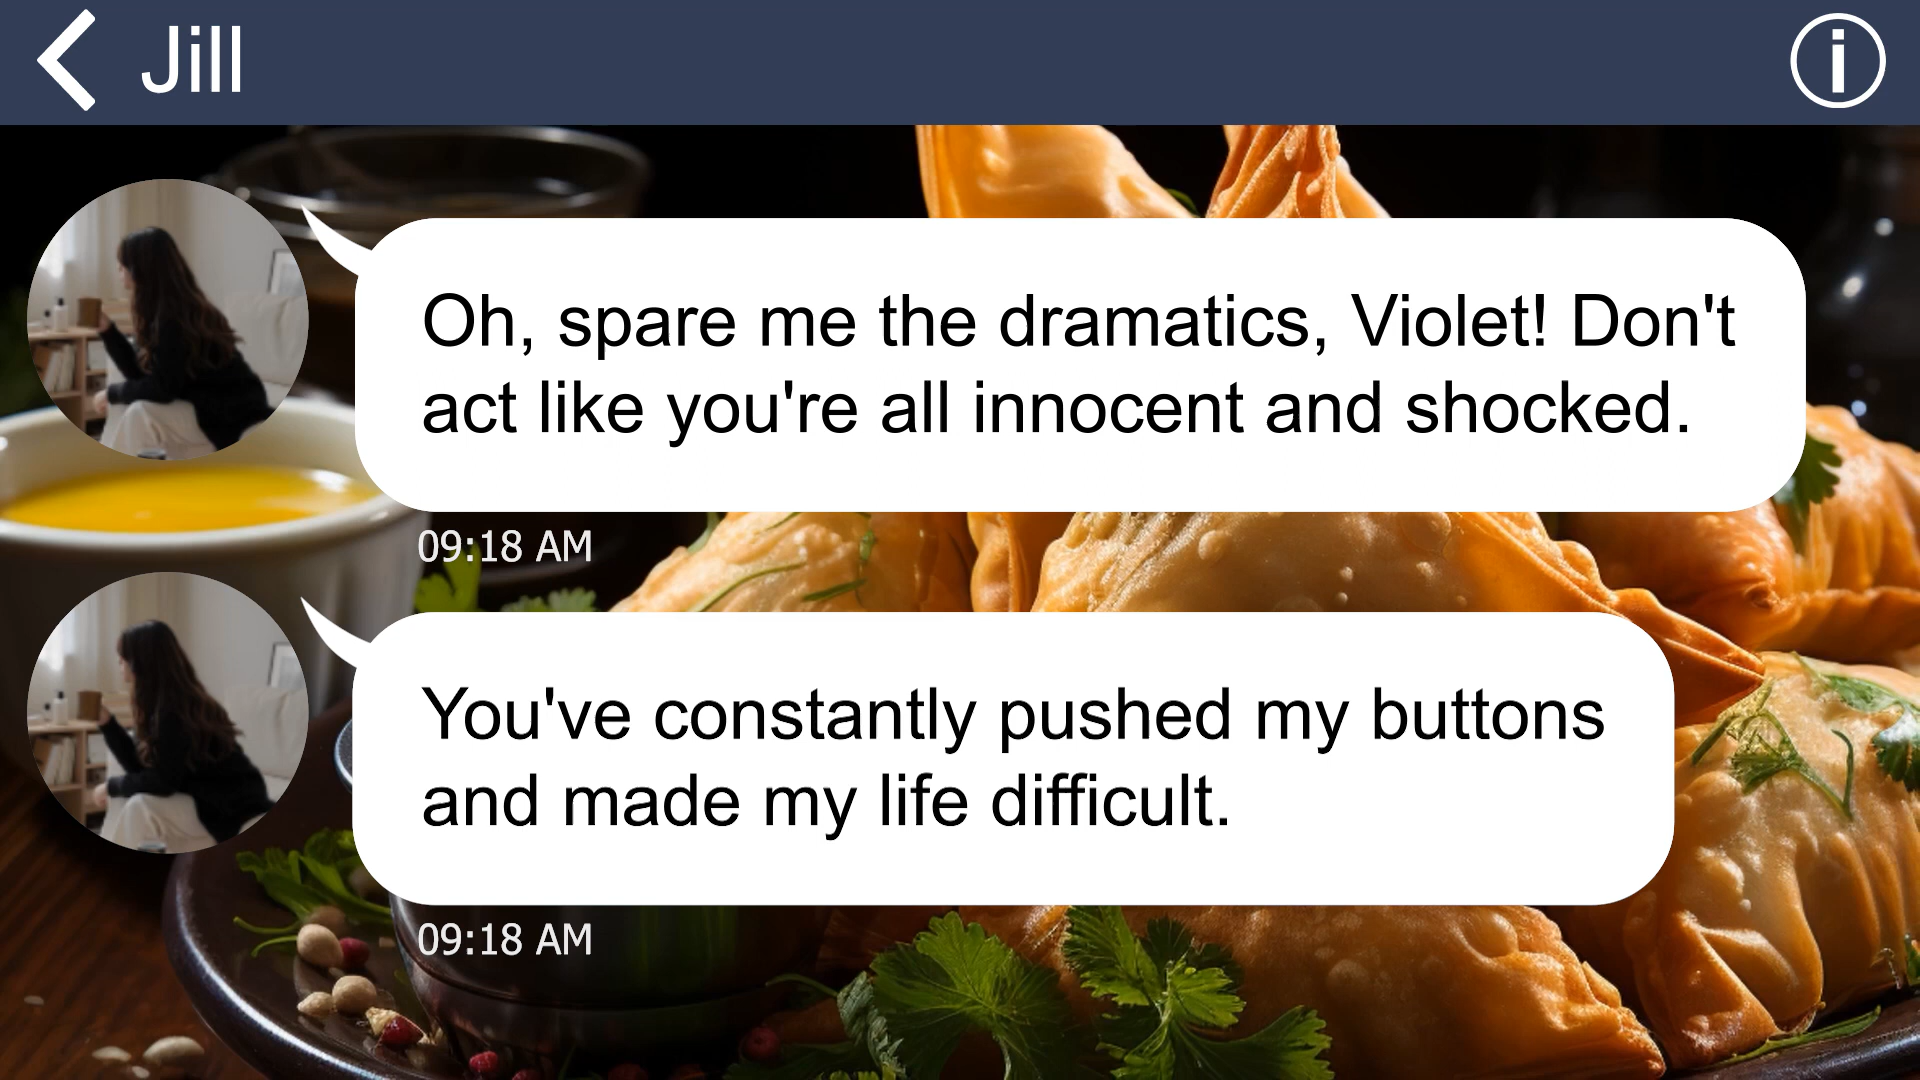 Jill
Oh, spare me the dramatics, Violet! Don't
act like you're all innocent and shocked.
09:18 AM
You've constantly pushed my buttons
and made my life difficult.
09:18 AM